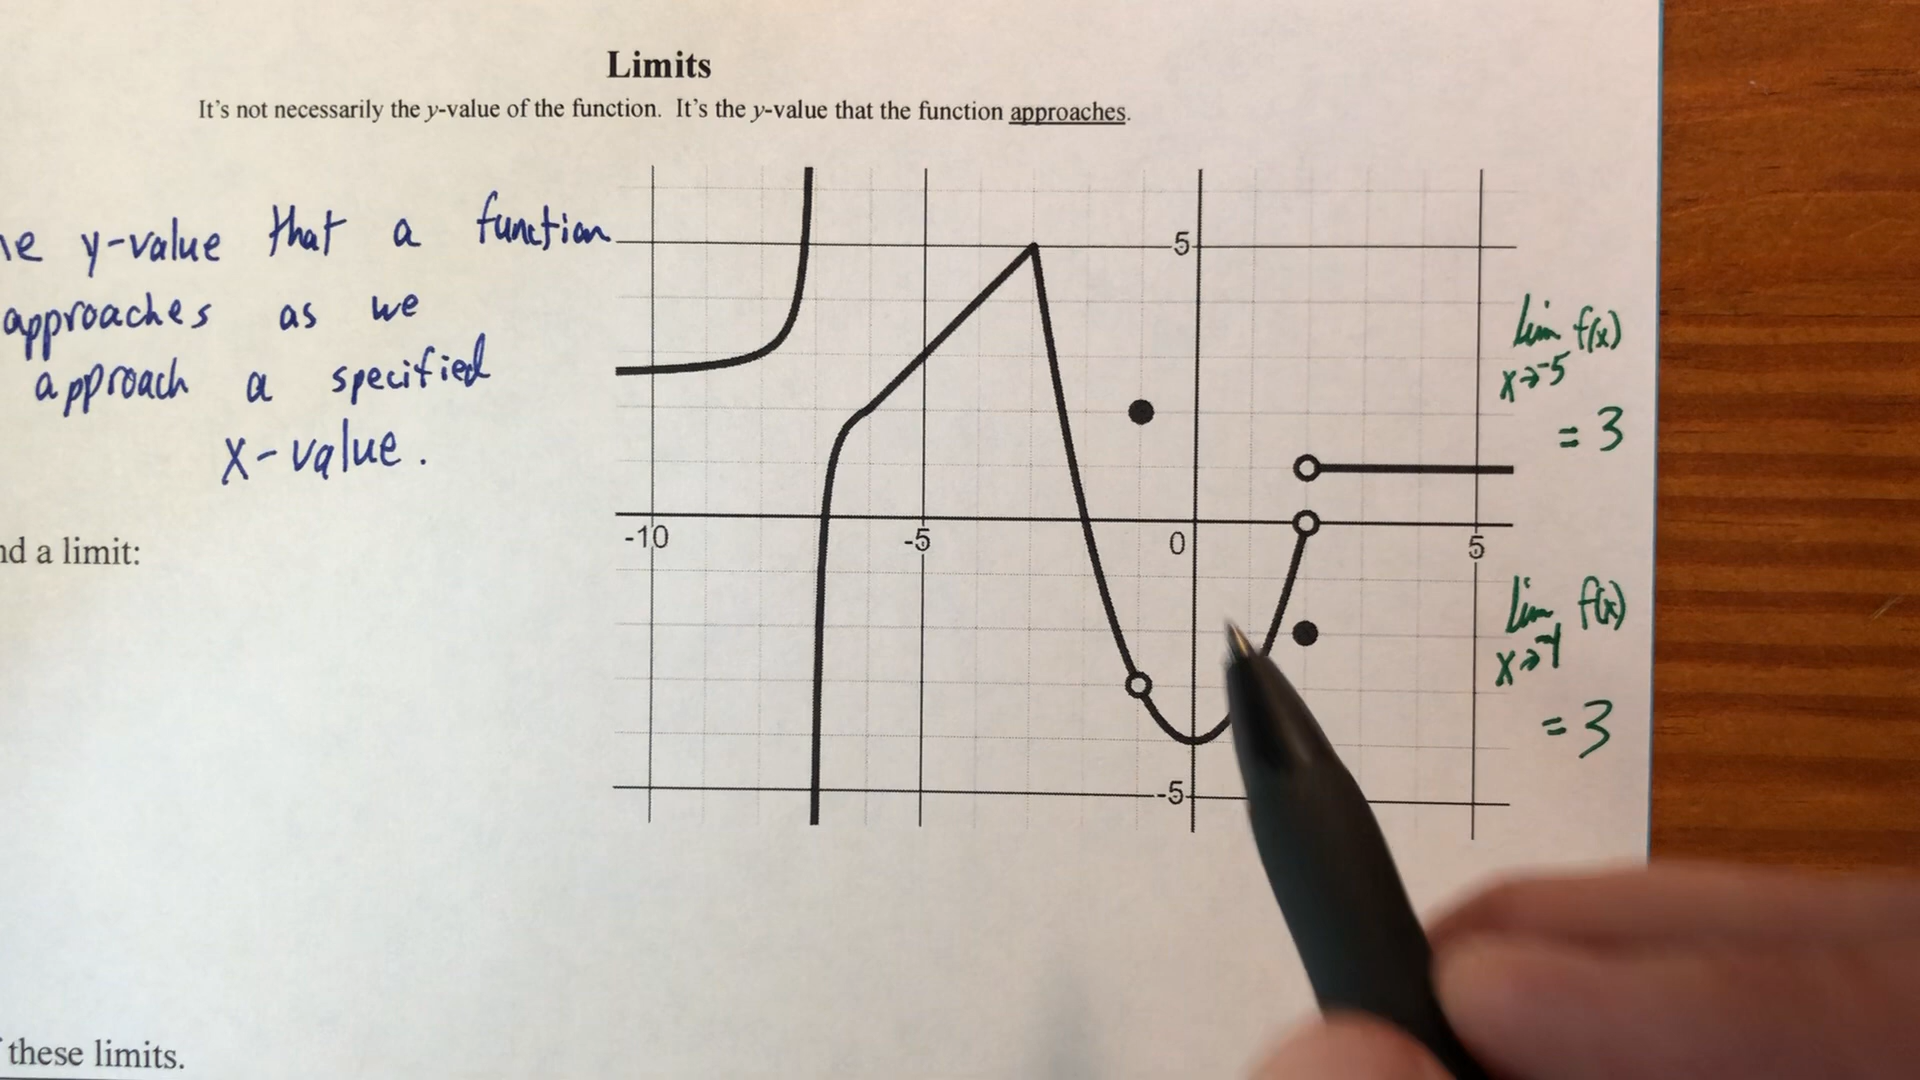 Limits
It's not necessarily the y-value of the function. It's the y-value that the function approaches.
y-value that a function
approaches as we
approach a specified
x-value.
a limit:
these limits.
5
-10 -5 0 5
-5
lim f(x)
x→-5
= 3
lim f(x)
x→-1
= 3